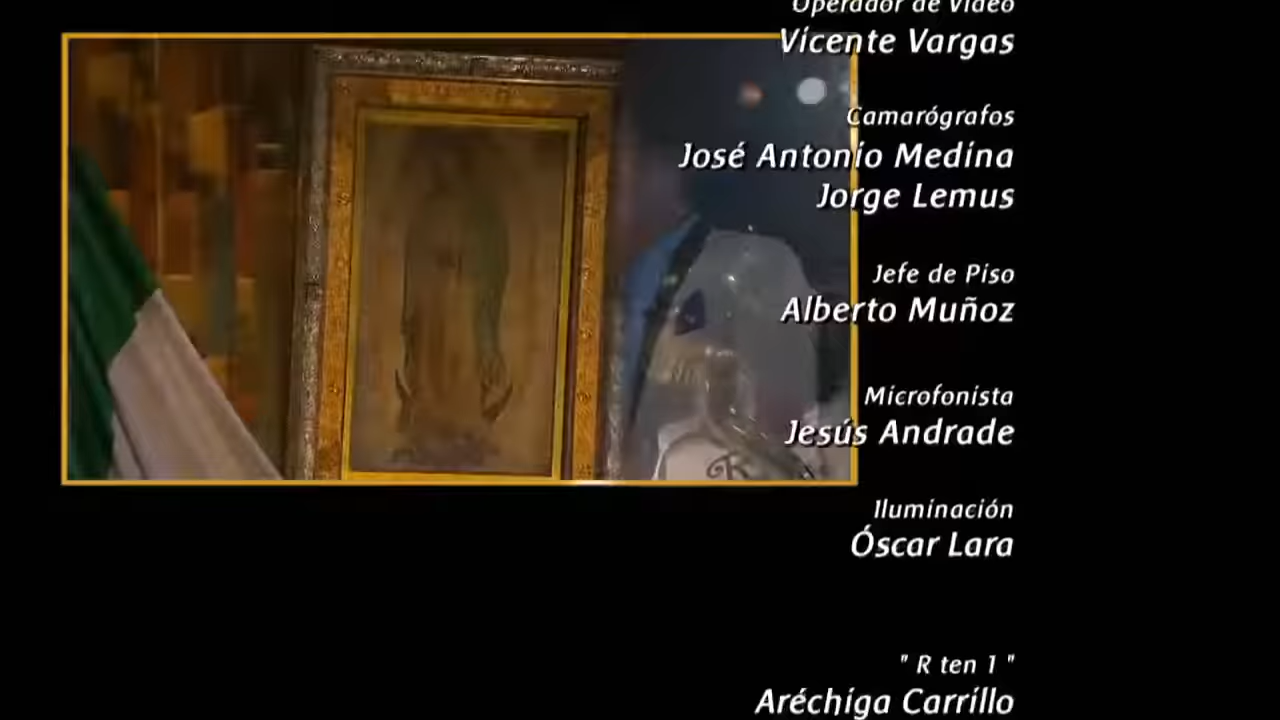 Operador de Video
Vicente Vargas
Camarógrafos
José Antonio Medina
Jorge Lemus
Jefe de Piso
Alberto Muñoz
Microfonista
Jesús Andrade
Iluminación
Óscar Lara
" R ten 1 "
Aréchiga Carrillo